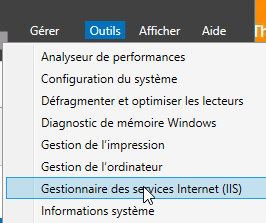 Gérer Outils Afficher Aide Th
Analyseur de performances
Configuration du système
Défragmenter et optimiser les lecteurs
Diagnostic de mémoire Windows
Gestion de l'impression
Gestion de l'ordinateur
Gestionnaire des services Internet (IIS)
Informations système